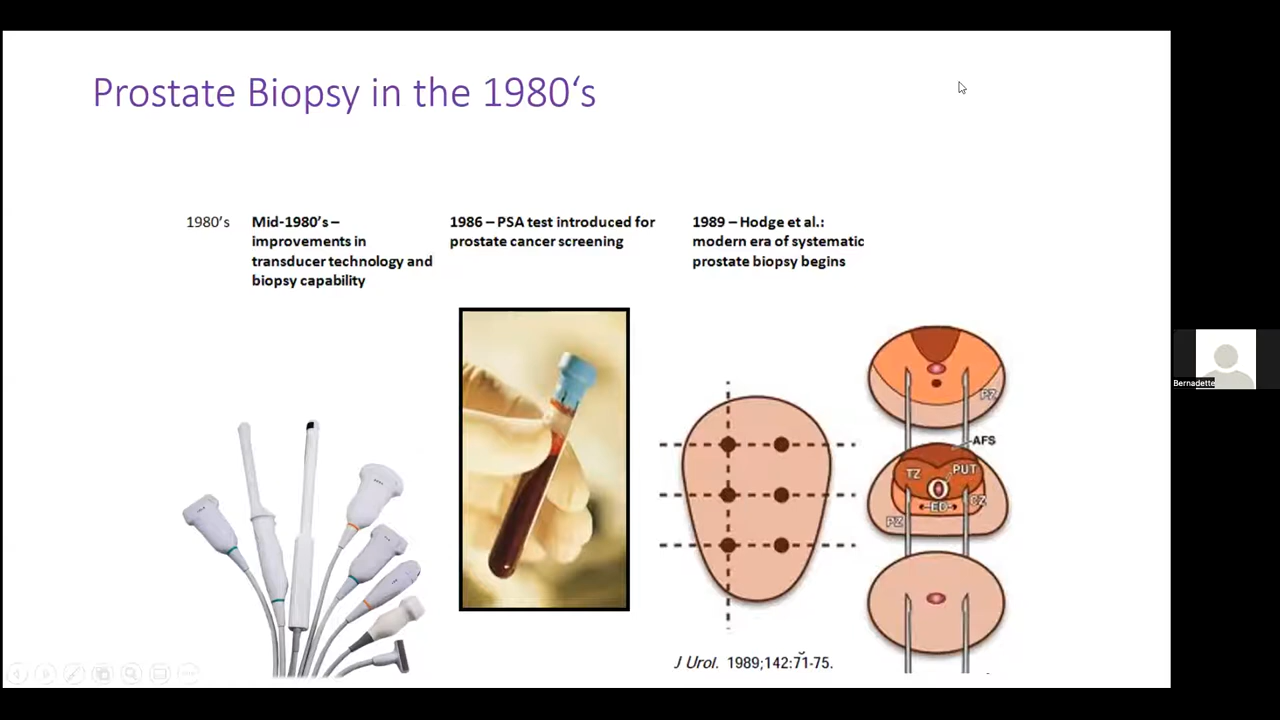 Prostate Biopsy in the 1980‘s
1980’s
Mid-1980’s –
improvements in
transducer technology and
biopsy capability
1986 – PSA test introduced for
prostate cancer screening
1989 – Hodge et al.:
modern era of systematic
prostate biopsy begins
PZ
AFS
TZ
PUT
CZ
ED
PZ
J Urol. 1989;142:71-75.
Bernadette